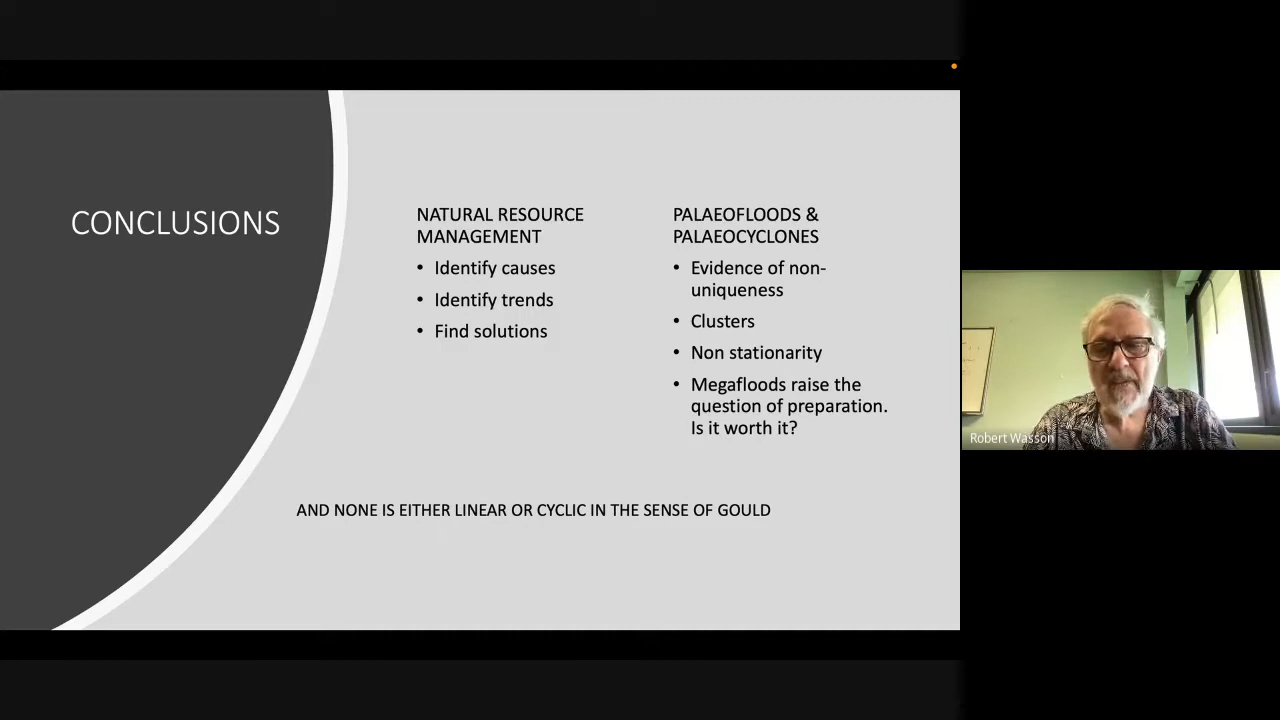 CONCLUSIONS
NATURAL RESOURCE
MANAGEMENT
• Identify causes
• Identify trends
• Find solutions
PALAEOFLOODS &
PALAEOCYCLONES
• Evidence of non-
uniqueness
• Clusters
• Non stationarity
• Megafloods raise the
question of preparation.
Is it worth it?
AND NONE IS EITHER LINEAR OR CYCLIC IN THE SENSE OF GOULD
Robert Wasson